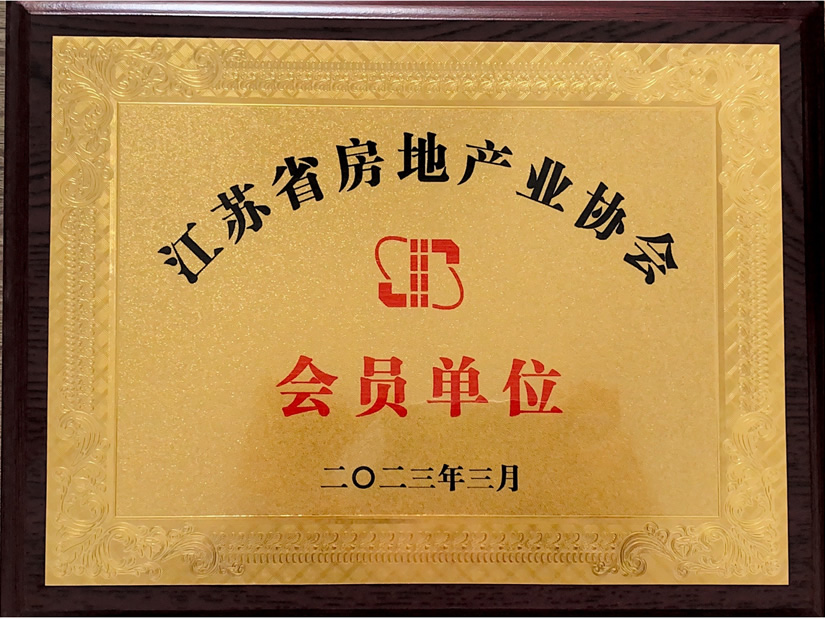 江苏省房地产业协会
会员单位
二〇二三年三月